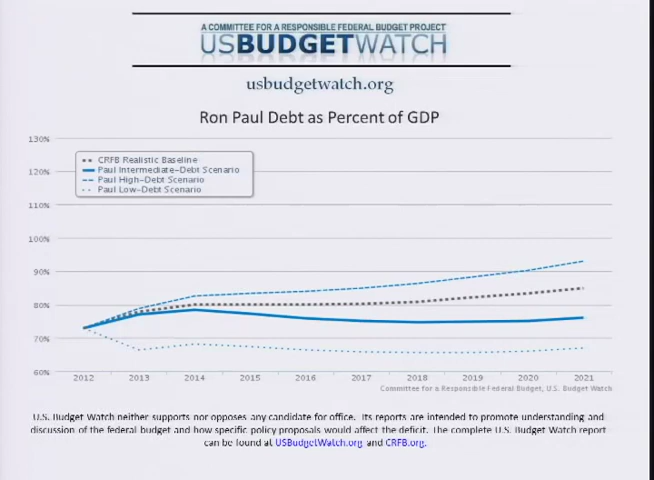 A COMMITTEE FOR A RESPONSIBLE FEDERAL BUDGET PROJECT
USBUDGETWATCH
usbudgetwatch.org
Ron Paul Debt as Percent of GDP
130%
CRFB Realistic Baseline
120% Paul Intermediate-Debt Scenario
Paul High-Debt Scenario
Paul Low-Debt Scenario
110%
100%
90%
80%
70%
60%
2012 2013 2014 2015 2016 2017 2018 2019 2020 2021
Committee for a Responsible Federal Budget, U.S. Budget Watch
U.S. Budget Watch neither supports nor opposes any candidate for office. Its reports are intended to promote understanding and
discussion of the federal budget and how specific policy proposals would affect the deficit. The complete U.S. Budget Watch report
can be found at USBudgetWatch.org and CRFB.org.